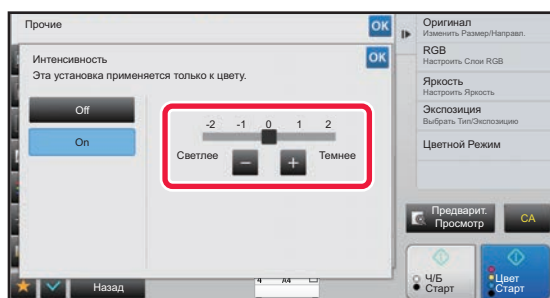 Прочие
OK
Интенсивность
OK
Эта установка применяется только к цвету.
Off
On
-2 -1 0 1 2
Светлее
−
+
Темнее
Назад
4 A4
Оригинал
Изменить Размер/Направл.
RGB
Настроить Слои RGB
Яркость
Настроить Яркость
Экспозиция
Выбрать Тип/Экспозицию
Цветной Режим
Предварит.
Просмотр
CA
Ч/Б
Старт
Цвет
Старт